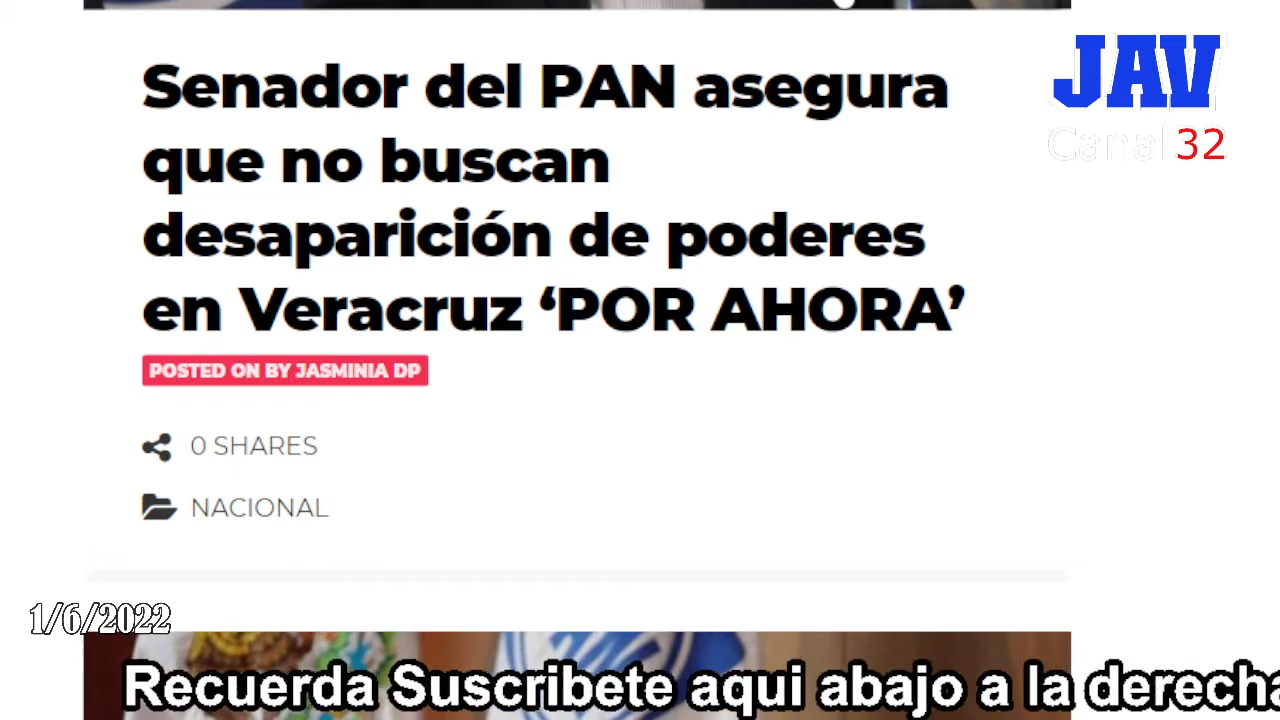 JAV
Canal 32
Senador del PAN asegura
que no buscan
desaparición de poderes
en Veracruz ‘POR AHORA’
POSTED ON BY JASMINIA DP
0 SHARES
NACIONAL
1/6/2022
Recuerda Suscribete aqui abajo a la derecha